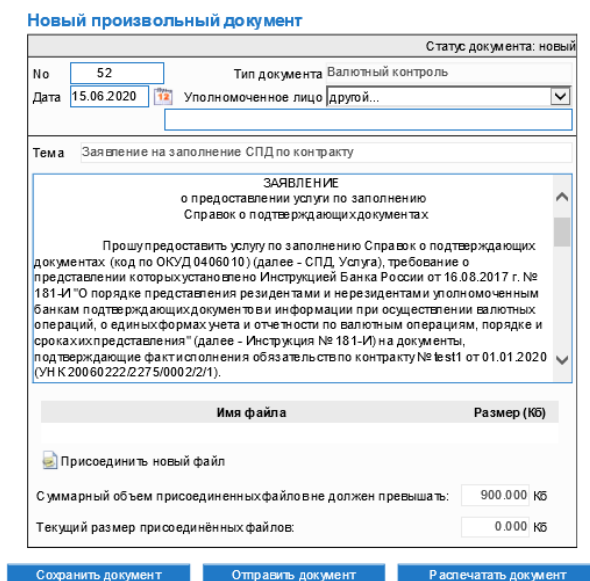 Новый произвольный документ
Статус документа: новый
No 52 Тип документа Валютный контроль
Дата 15.06.2020 12 Уполномоченное лицо другой...
Тема Заявление на заполнение СПД по контракту
ЗАЯВЛЕНИЕ
о предоставлении услуги по заполнению
Справок о подтверждающих документах
Прошу предоставить услугу по заполнению Справок о подтверждающих
документах (код по ОКУД 0406010) (далее - СПД, Услуга), требование о
представлении которых установлено Инструкцией Банка России от 16.08.2017 г. №
181-И "О порядке представления резидентами и нерезидентами уполномоченным
банкам подтверждающих документов и информации при осуществлении валютных
операций, о единых формах учета и отчетности по валютным операциям, порядке и
сроках их представления" (далее - Инструкция № 181-И) на документы,
подтверждающие факт исполнения обязательств по контракту № test1 от 01.01.2020
(УНК 20060222/2275/0002/2/1).
Имя файла Размер (Кб)
Присоединить новый файл
Суммарный объем присоединенных файлов не должен превышать: 900.000 Кб
Текущий размер присоединённых файлов: 0.000 Кб
Сохранить документ Отправить документ Распечатать документ